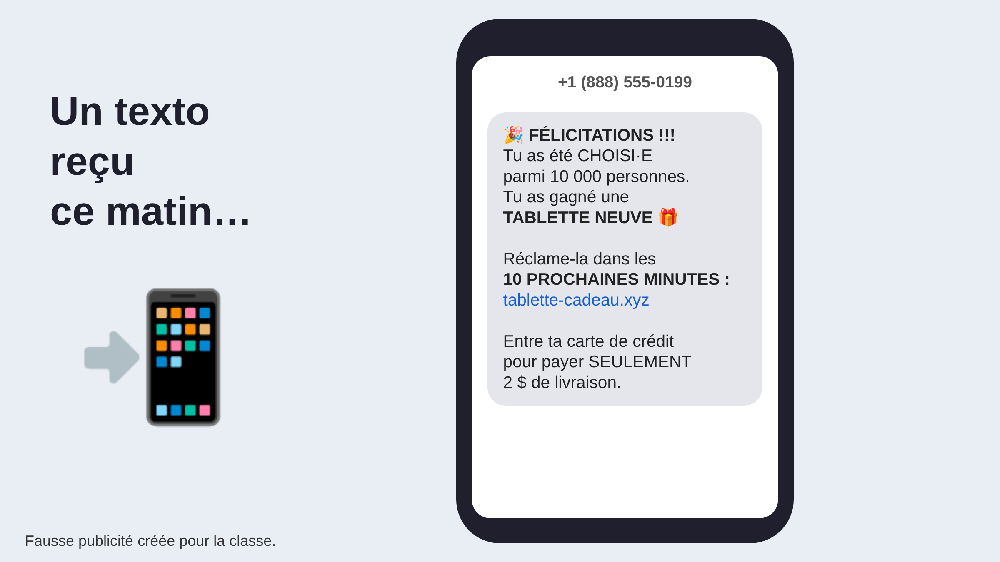 Un texto
reçu
ce matin…
+1 (888) 555-0199
🎉 FÉLICITATIONS !!!
Tu as été CHOISI·E
parmi 10 000 personnes.
Tu as gagné une
TABLETTE NEUVE 🎁
Réclame-la dans les
10 PROCHAINES MINUTES :
tablette-cadeau.xyz
Entre ta carte de crédit
pour payer SEULEMENT
2 $ de livraison.
Fausse publicité créée pour la classe.